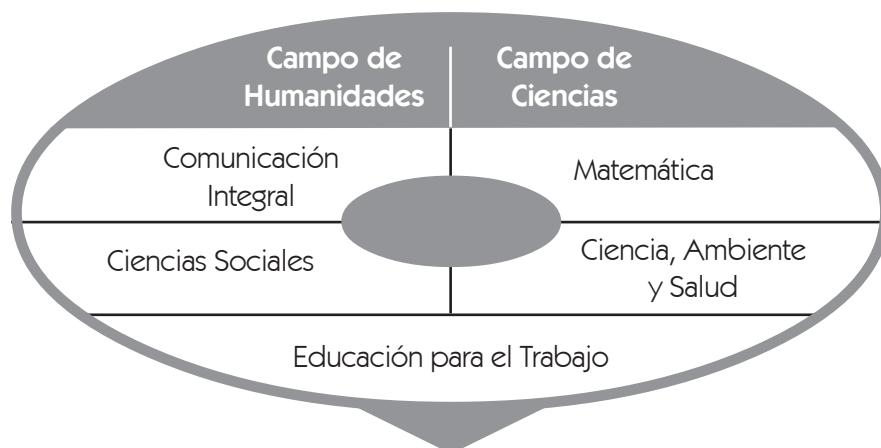 Campo de
Humanidades
Campo de
Ciencias
Comunicación
Integral
Matemática
Ciencias Sociales
Ciencia, Ambiente
y Salud
Educación para el Trabajo